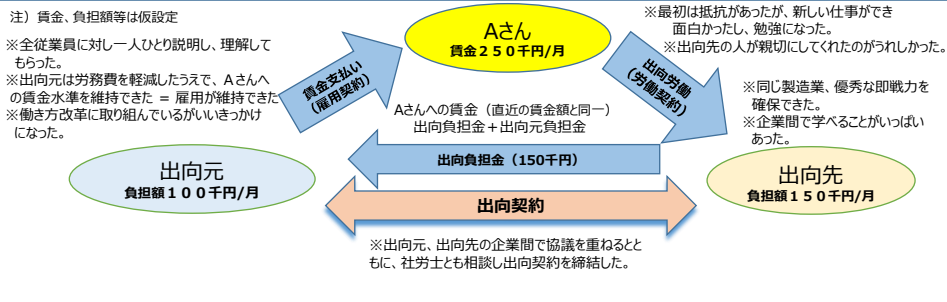 注）賃金、負担額等は仮設定
※全従業員に対し一人ひとり説明し、理解して
もらった。
※出向元は労務費を軽減したうえで、Aさんへ
の賃金水準を維持できた = 雇用が維持できた
※働き方改革に取り組んでいるがいいきっかけ
になった。
賃金支払い
（雇用契約）
Aさん
賃金２５０千円/月
出向労働
（労働契約）
※最初は抵抗があったが、新しい仕事ができ
面白かったし、勉強になった。
※出向先の人が親切にしてくれたのがうれしかった。
※同じ製造業、優秀な即戦力を
確保できた。
※企業間で学べることがいっぱい
あった。
Aさんへの賃金（直近の賃金額と同一）
出向負担金＋出向元負担金
出向負担金（150千円）
出向元
負担額１００千円/月
出向契約
出向先
負担額１５０千円/月
※出向元、出向先の企業間で協議を重ねるとと
もに、社労士とも相談し出向契約を締結した。